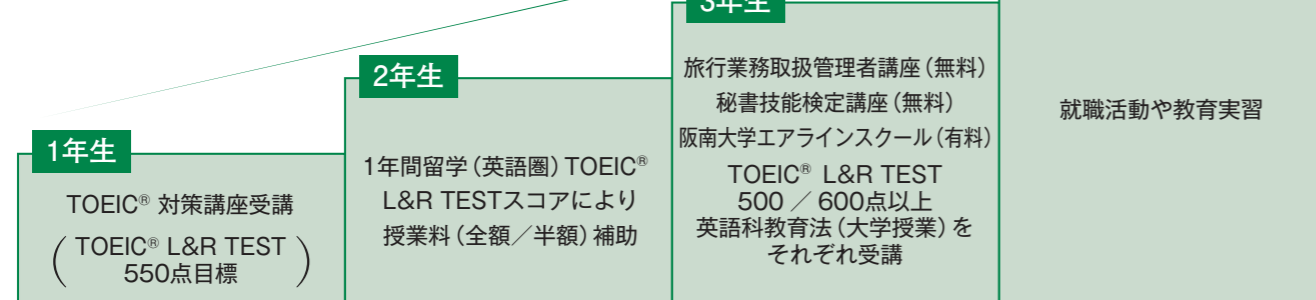 1年生
TOEIC® 対策講座受講
(TOEIC® L&R TEST
550点目標)
2年生
1年間留学（英語圏）TOEIC®
L&R TESTスコアにより
授業料（全額／半額）補助
3年生
旅行業務取扱管理者講座（無料）
秘書技能検定講座（無料）
阪南大学エアラインスクール（有料）
TOEIC® L&R TEST
500 ／ 600点以上
英語科教育法（大学授業）を
それぞれ受講
就職活動や教育実習